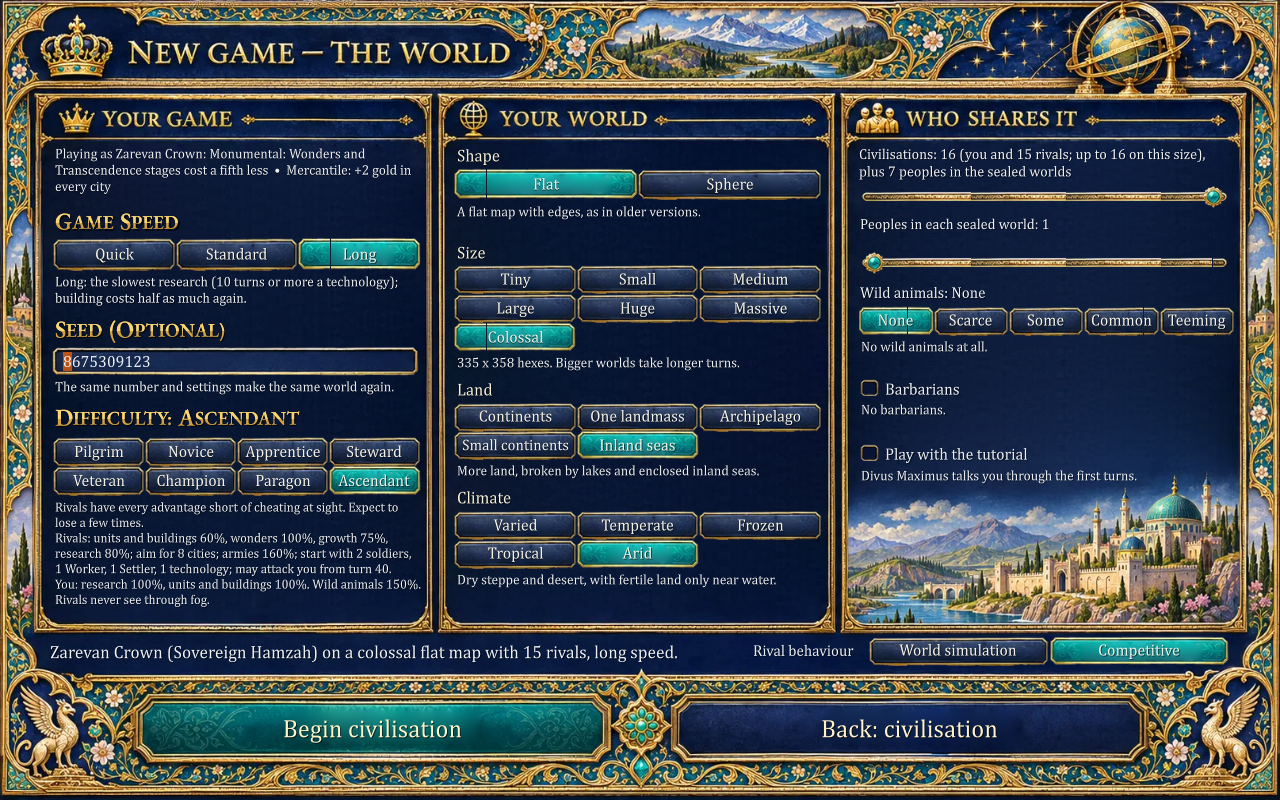 NEW GAME – THE WORLD
YOUR GAME
Playing as Zarevan Crown: Monumental: Wonders and
Transcendence stages cost a fifth less • Mercantile: +2 gold in
every city
GAME SPEED
Quick
Standard
Long
Long: the slowest research (10 turns or more a technology);
building costs half as much again.
SEED (OPTIONAL)
8675309123
The same number and settings make the same world again.
DIFFICULTY: ASCENDANT
Pilgrim
Novice
Apprentice
Steward
Veteran
Champion
Paragon
Ascendant
Rivals have every advantage short of cheating at sight. Expect to
lose a few times.
Rivals: units and buildings 60%, wonders 100%, growth 75%,
research 80%; aim for 8 cities; armies 160%; start with 2 soldiers,
1 Worker, 1 Settler, 1 technology; may attack you from turn 40.
You: research 100%, units and buildings 100%. Wild animals 150%.
Rivals never see through fog.
YOUR WORLD
Shape
Flat
Sphere
A flat map with edges, as in older versions.
Size
Tiny
Small
Medium
Large
Huge
Massive
Colossal
335 x 358 hexes. Bigger worlds take longer turns.
Land
Continents
One landmass
Archipelago
Small continents
Inland seas
More land, broken by lakes and enclosed inland seas.
Climate
Varied
Temperate
Frozen
Tropical
Arid
Dry steppe and desert, with fertile land only near water.
WHO SHARES IT
Civilisations: 16 (you and 15 rivals; up to 16 on this size),
plus 7 peoples in the sealed worlds
Peoples in each sealed world: 1
Wild animals: None
None
Scarce
Some
Common
Teeming
No wild animals at all.
Barbarians
No barbarians.
Play with the tutorial
Divus Maximus talks you through the first turns.
Zarevan Crown (Sovereign Hamzah) on a colossal flat map with 15 rivals, long speed.
Rival behaviour
World simulation
Competitive
Begin civilisation
Back: civilisation